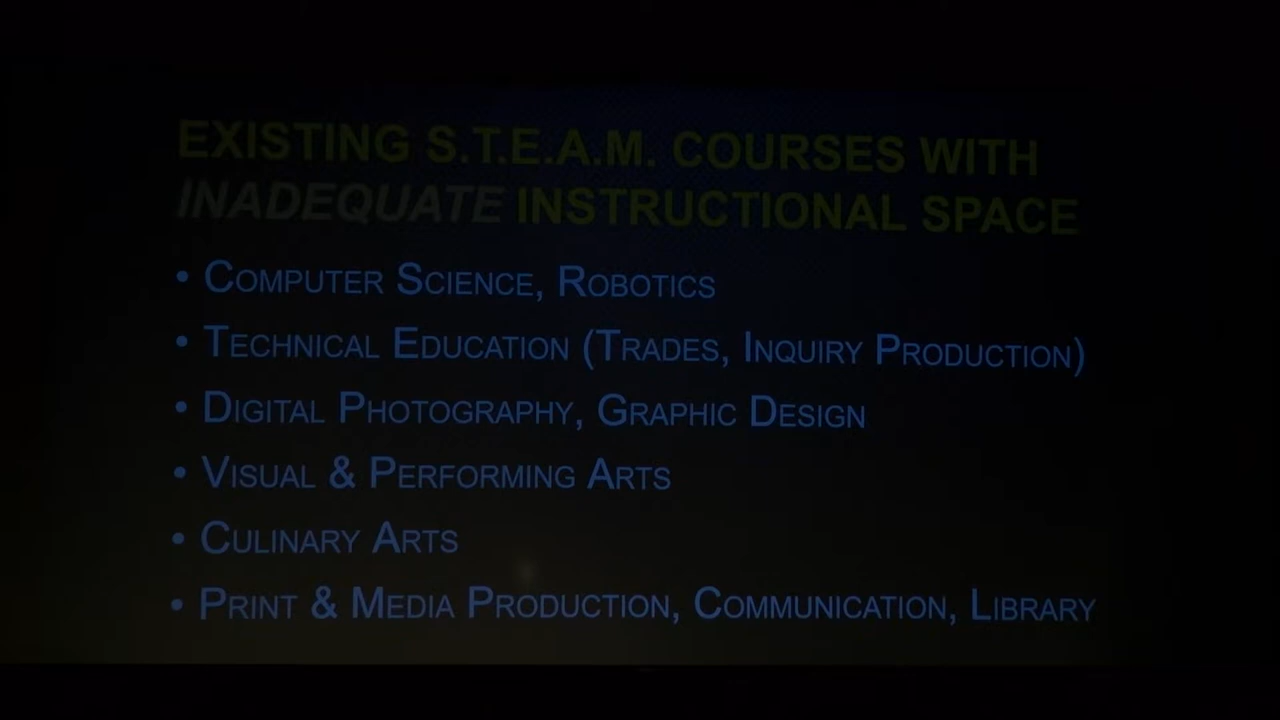 EXISTING S.T.E.A.M. COURSES WITH
INADEQUATE INSTRUCTIONAL SPACE
• COMPUTER SCIENCE, ROBOTICS
• TECHNICAL EDUCATION (TRADES, INQUIRY PRODUCTION)
• DIGITAL PHOTOGRAPHY, GRAPHIC DESIGN
• VISUAL & PERFORMING ARTS
• CULINARY ARTS
• PRINT & MEDIA PRODUCTION, COMMUNICATION, LIBRARY